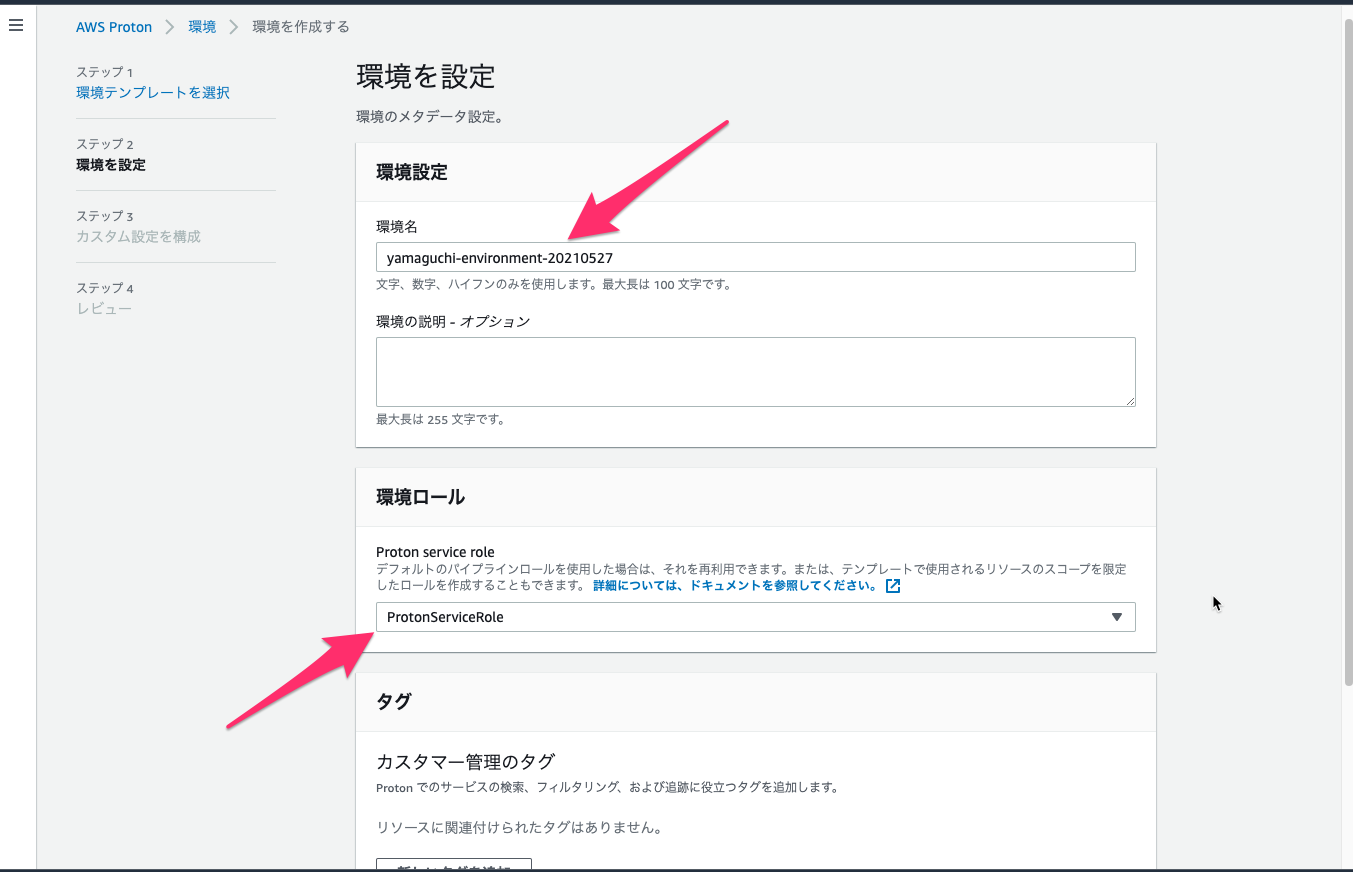 AWS Proton > 環境 > 環境を作成する
ステップ 1
環境テンプレートを選択
ステップ 2
環境を設定
ステップ 3
カスタム設定を構成
ステップ 4
レビュー
環境を設定
環境のメタデータ設定。
環境設定
環境名
yamaguchi-environment-20210527
文字、数字、ハイフンのみを使用します。最大長は 100 文字です。
環境の説明 - オプション
最大長は 255 文字です。
環境ロール
Proton service role
デフォルトのパイプラインロールを使用した場合は、それを再利用できます。または、テンプレートで使用されるリソースのスコープを限定
したロールを作成することもできます。 詳細については、ドキュメントを参照してください。
ProtonServiceRole
タグ
カスタマー管理のタグ
Proton でのサービスの検索、フィルタリング、および追跡に役立つタグを追加します。
リソースに関連付けられたタグはありません。
新しいタグを追加